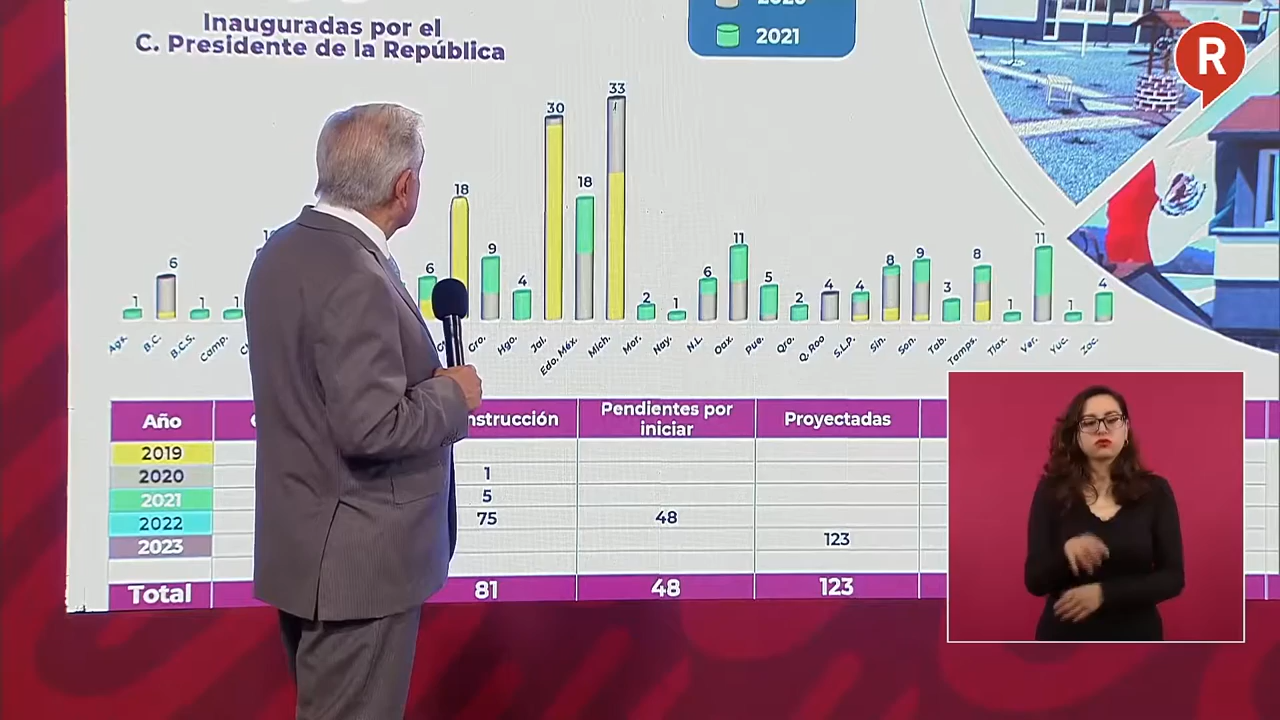 Inauguradas por el
C. Presidente de la República
2021
R
1 6 1 1 6 18 9 4 30 18 33 2 1 6 11 5 2 4 4 8 9 3 8 1 11 1 4
Ags. B.C. B.C.S. Camp. Gro. Hgo. Jal. Edo. Méx. Mich. Mor. Nay. N.L. Oax. Pue. Qro. Q. Roo S.L.P. Sin. Son. Tab. Tamps. Tlax. Ver. Yuc. Zac.
Año Pendientes por iniciar Proyectadas
2019
2020 1
2021 5
2022 75 48
2023 123
Total 81 48 123